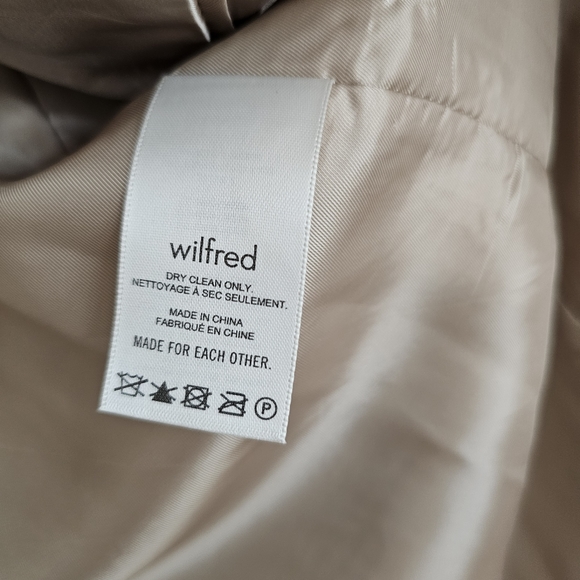 wilfred
DRY CLEAN ONLY.
NETTOYAGE À SEC SEULEMENT.
MADE IN CHINA
FABRIQUÉ EN CHINE
MADE FOR EACH OTHER.
P